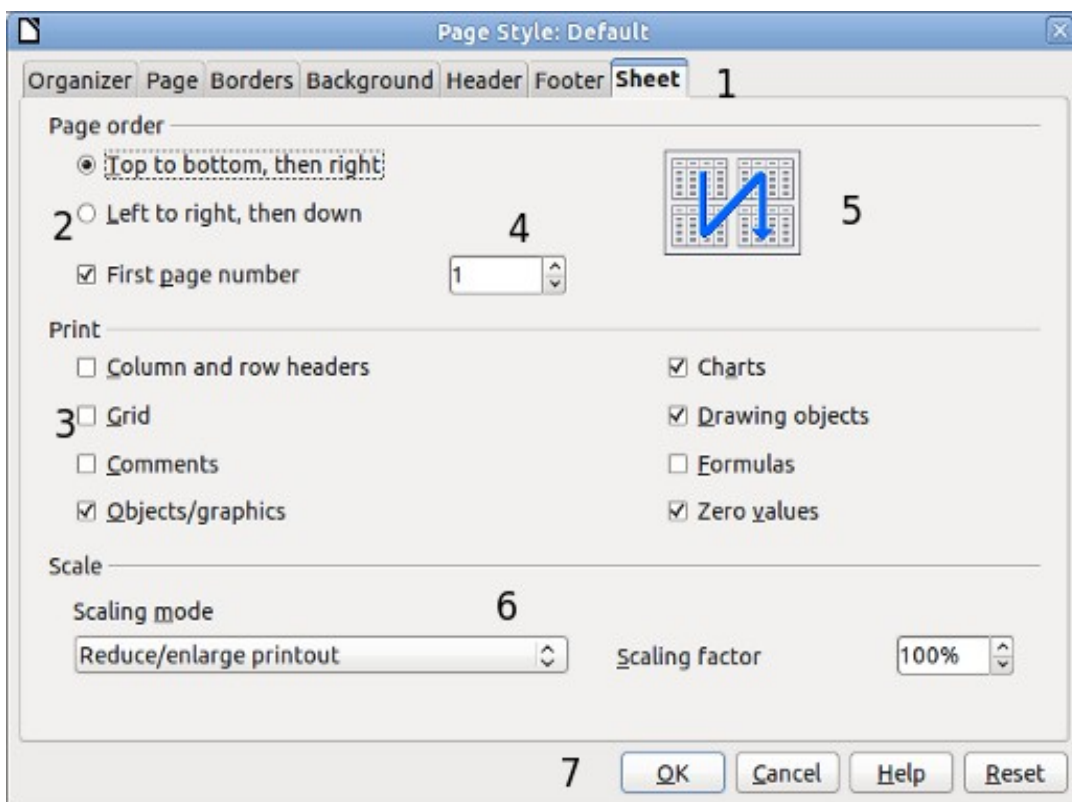 Page Style: Default
Organizer Page Borders Background Header Footer Sheet 1
Page order
Top to bottom, then right
2 Left to right, then down 4 5
First page number 1
Print
Column and row headers Charts
3 Grid Drawing objects
Comments Formulas
Objects/graphics Zero values
Scale
Scaling mode 6
Reduce/enlarge printout Scaling factor 100%
7 OK Cancel Help Reset